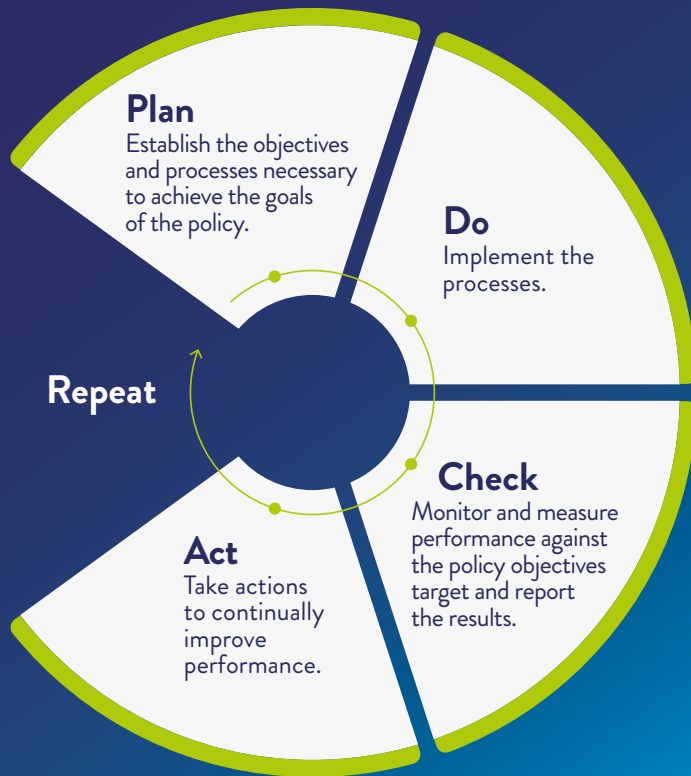 Plan
Establish the objectives
and processes necessary
to achieve the goals
of the policy.
Do
Implement the
processes.
Check
Monitor and measure
performance against
the policy objectives
target and report
the results.
Act
Take actions
to continually
improve
performance.
Repeat